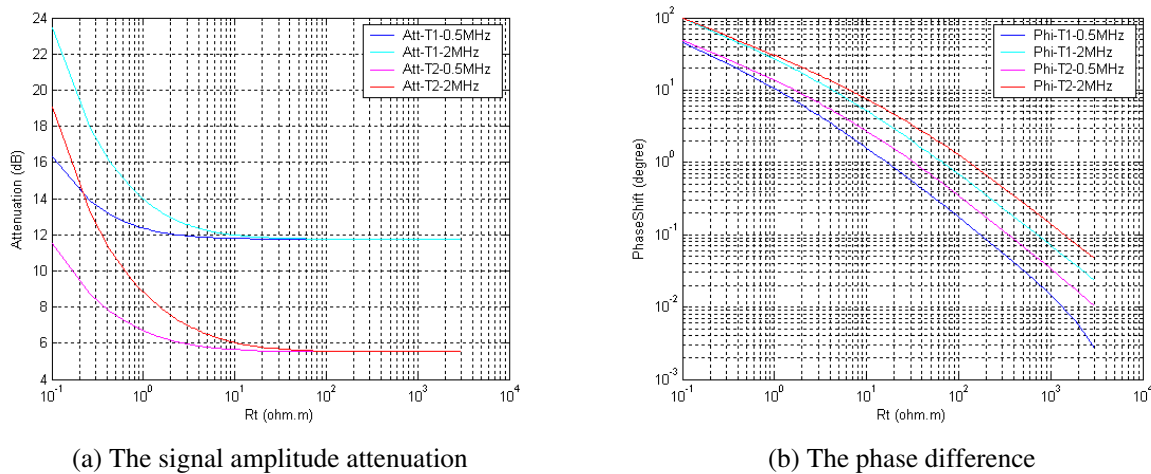 24
22
20
18
16
14
12
10
8
6
4
Attenuation (dB)
10^-1
10^0
10^1
10^2
10^3
10^4
Rt (ohm.m)
Att-T1-0.5MHz
Att-T1-2MHz
Att-T2-0.5MHz
Att-T2-2MHz
(a) The signal amplitude attenuation
10^2
10^1
10^0
10^-1
10^-2
10^-3
PhaseShift (degree)
10^-1
10^0
10^1
10^2
10^3
10^4
Rt (ohm.m)
Phi-T1-0.5MHz
Phi-T1-2MHz
Phi-T2-0.5MHz
Phi-T2-2MHz
(b) The phase difference